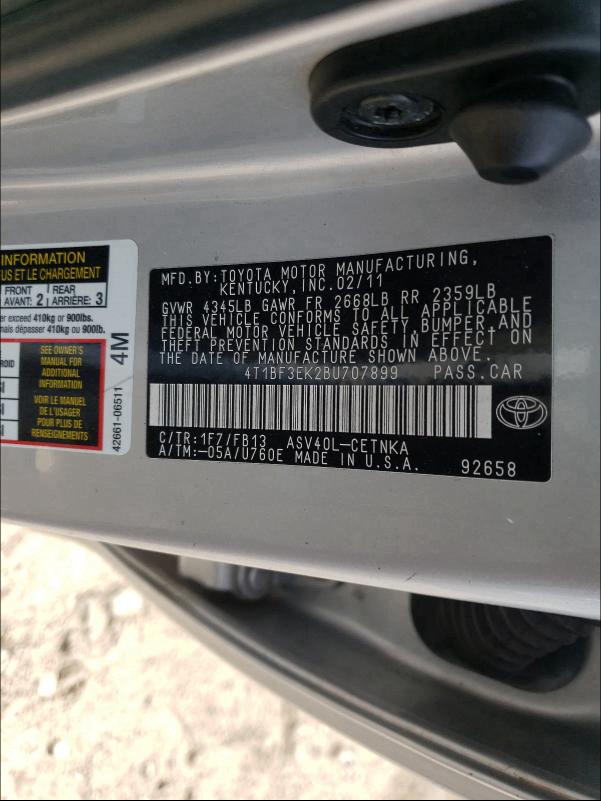 INFORMATION
US ET LE CHARGEMENT
FRONT
AVANT: 2
REAR
ARRIÈRE: 3
er exceed 410kg or 900lbs.
mais dépasser 410kg ou 900lb.
SEE OWNER'S
MANUAL FOR
ADDITIONAL
INFORMATION
VOIR LE MANUEL
DE L'USAGER
POUR PLUS DE
RENSEIGNEMENTS
4M
42661-06511
MFD.BY:TOYOTA MOTOR MANUFACTURING,
KENTUCKY, INC.02/11
GVWR 4345LB GAWR FR 2668LB RR 2359LB
THIS VEHICLE CONFORMS TO ALL APPLICABLE
FEDERAL MOTOR VEHICLE SAFETY,BUMPER,AND
THEFT PREVENTION STANDARDS IN EFFECT ON
THE DATE OF MANUFACTURE SHOWN ABOVE.
4T1BF3EK2BU707899 PASS.CAR
C/TR:1F7/FB13 ASV40L-CETNKA
A/TM:-05A/U760E MADE IN U.S.A.
92658